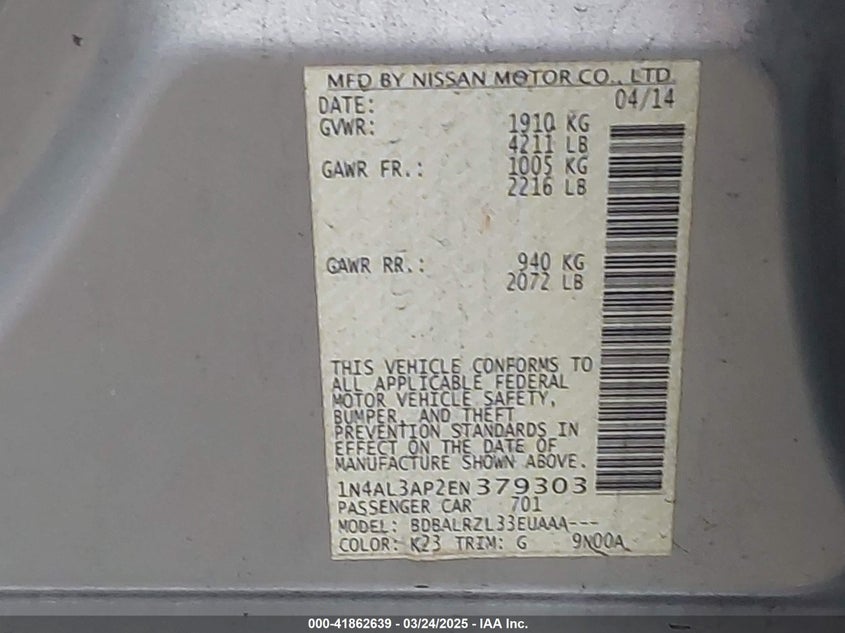 MFD BY NISSAN MOTOR CO., LTD.
DATE: 04/14
GVWR: 1910 KG
4211 LB
GAWR FR.: 1005 KG
2216 LB
GAWR RR.: 940 KG
2072 LB
THIS VEHICLE CONFORMS TO
ALL APPLICABLE FEDERAL
MOTOR VEHICLE SAFETY,
BUMPER, AND THEFT
PREVENTION STANDARDS IN
EFFECT ON THE DATE OF
MANUFACTURE SHOWN ABOVE.
1N4AL3AP2EN379303
PASSENGER CAR 701
MODEL: BDBALRZL33EUAAA---
COLOR: K23 TRIM: G 9N00A
000-41862639 - 03/24/2025 - IAA Inc.